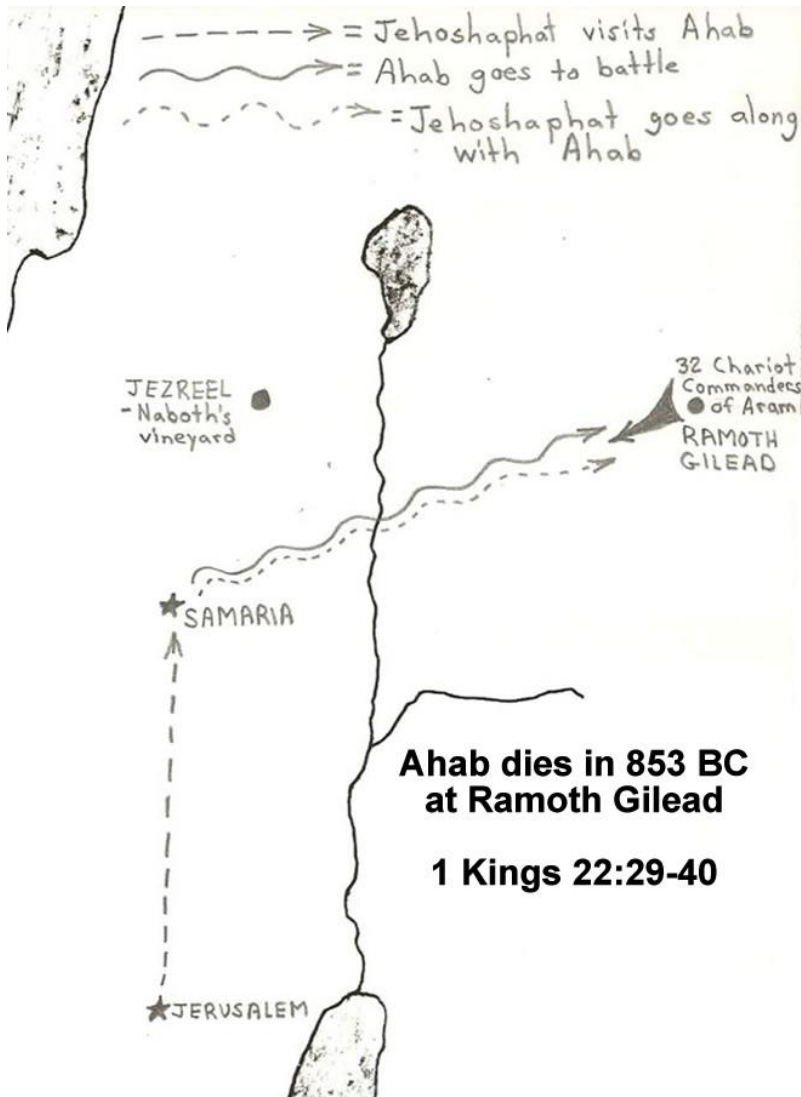 = Jehoshaphat visits Ahab
= Ahab goes to battle
= Jehoshaphat goes along
with Ahab
32 Chariot
Commanders
of Aram
RAMOTH
GILEAD
JEZREEL
-Naboth's
vineyard
SAMARIA
Ahab dies in 853 BC
at Ramoth Gilead
1 Kings 22:29-40
JERUSALEM